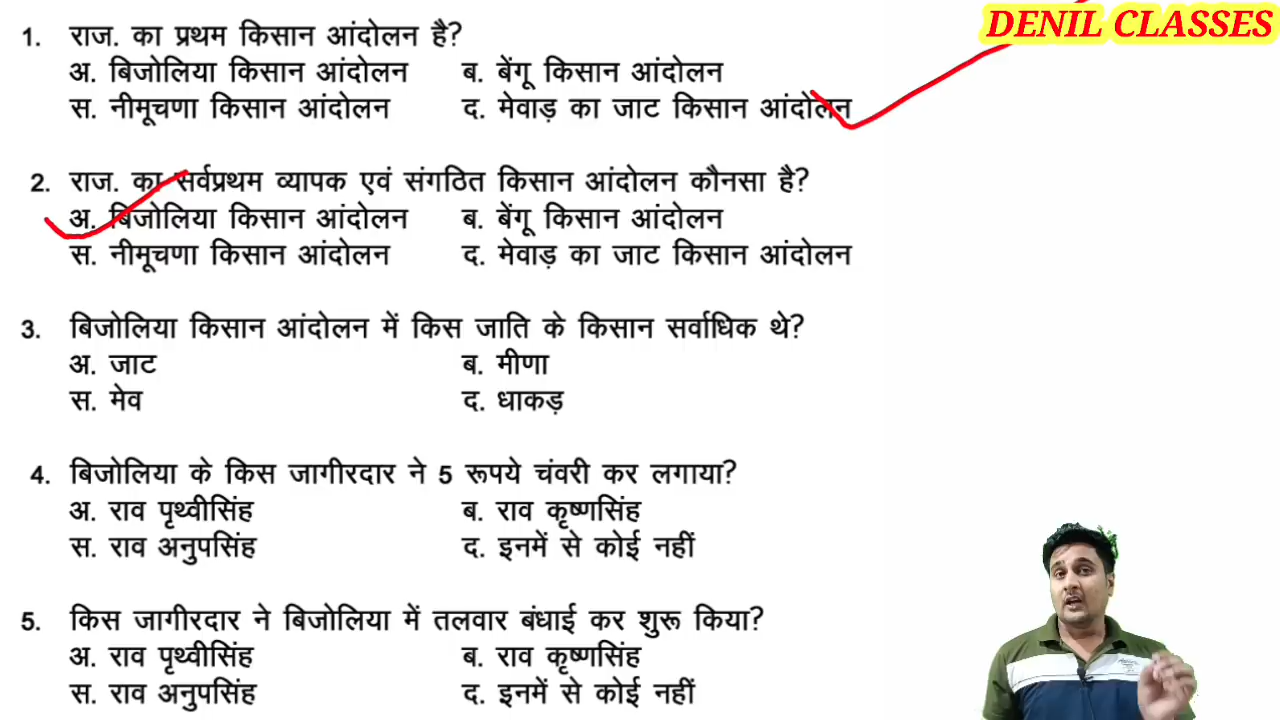 DENIL CLASSES
1. राज. का प्रथम किसान आंदोलन है?
अ. बिजोलिया किसान आंदोलन ब. बेंगू किसान आंदोलन
स. नीमूचणा किसान आंदोलन द. मेवाड़ का जाट किसान आंदोलन
2. राज. का सर्वप्रथम व्यापक एवं संगठित किसान आंदोलन कौनसा है?
अ. बिजोलिया किसान आंदोलन ब. बेंगू किसान आंदोलन
स. नीमूचणा किसान आंदोलन द. मेवाड़ का जाट किसान आंदोलन
3. बिजोलिया किसान आंदोलन में किस जाति के किसान सर्वाधिक थे?
अ. जाट ब. मीणा
स. मेव द. धाकड़
4. बिजोलिया के किस जागीरदार ने 5 रूपये चंवरी कर लगाया?
अ. राव पृथ्वीसिंह ब. राव कृष्णसिंह
स. राव अनुपसिंह द. इनमें से कोई नहीं
5. किस जागीरदार ने बिजोलिया में तलवार बंधाई कर शुरू किया?
अ. राव पृथ्वीसिंह ब. राव कृष्णसिंह
स. राव अनुपसिंह द. इनमें से कोई नहीं